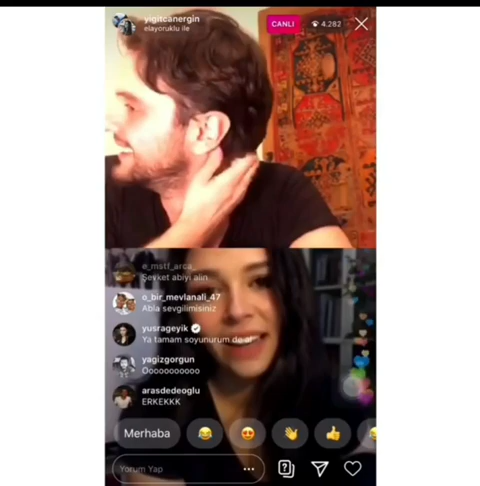 yigitcanergin
elayoruklu ile
CANLI
4.282
e_mstf_arca_
Şevket abiyi alın
o_bir_mevlanali_47
Abla sevgilimisiniz
yusrageyik
Ya tamam soyunurum de ar
yagizgorgun
Oooooooooo
arasdedeoglu
ERKEKKK
Merhaba
Yorum Yap